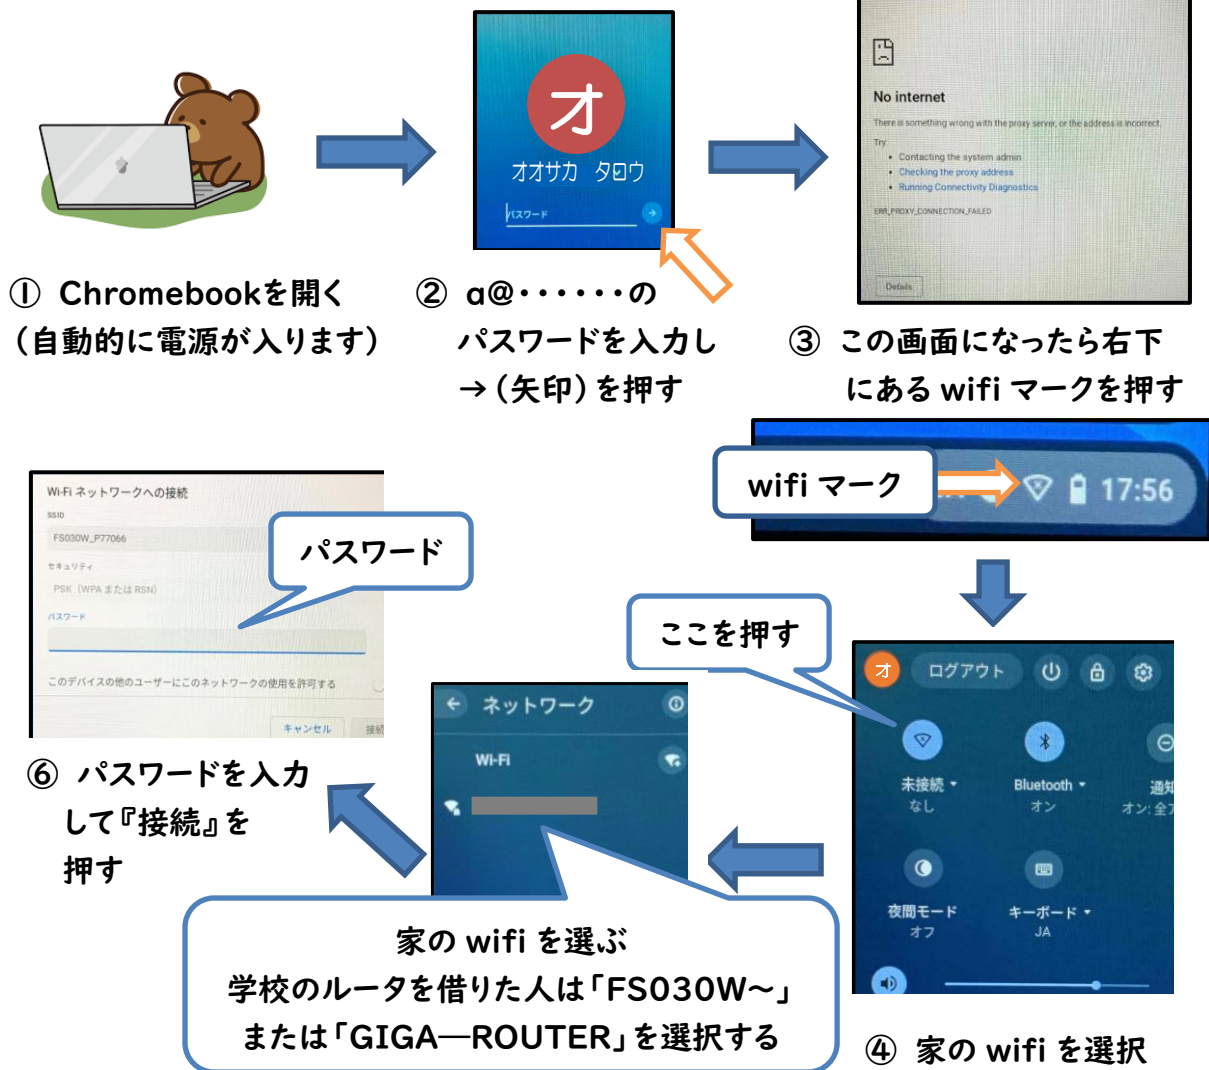 オ
オオサカ タロウ
パスワード
① Chromebookを開く
（自動的に電源が入ります）
② a@・・・・・・の
パスワードを入力し
→（矢印）を押す
No internet
There is something wrong with the proxy server, or the address is incorrect.
Try:
• Contacting the system admin
• Checking the proxy address
• Running Connectivity Diagnostics
ERR_PROXY_CONNECTION_FAILED
Details
③ この画面になったら右下
にある wifi マークを押す
wifi マーク
17:56
ここを押す
オ
ログアウト
未接続
なし
Bluetooth
オン
通知
オン: 全
夜間モード
オフ
キーボード
JA
④ 家の wifi を選択
ネットワーク
Wi-Fi
家の wifi を選ぶ
学校のルータを借りた人は「FS030W～」
または「GIGA―ROUTER」を選択する
Wi-Fi ネットワークへの接続
SSID
FS030W_P77066
セキュリティ
PSK（WPA または RSN）
パスワード
パスワード
このデバイスの他のユーザーにこのネットワークの使用を許可する
キャンセル
接続
⑥ パスワードを入力
して『接続』を
押す